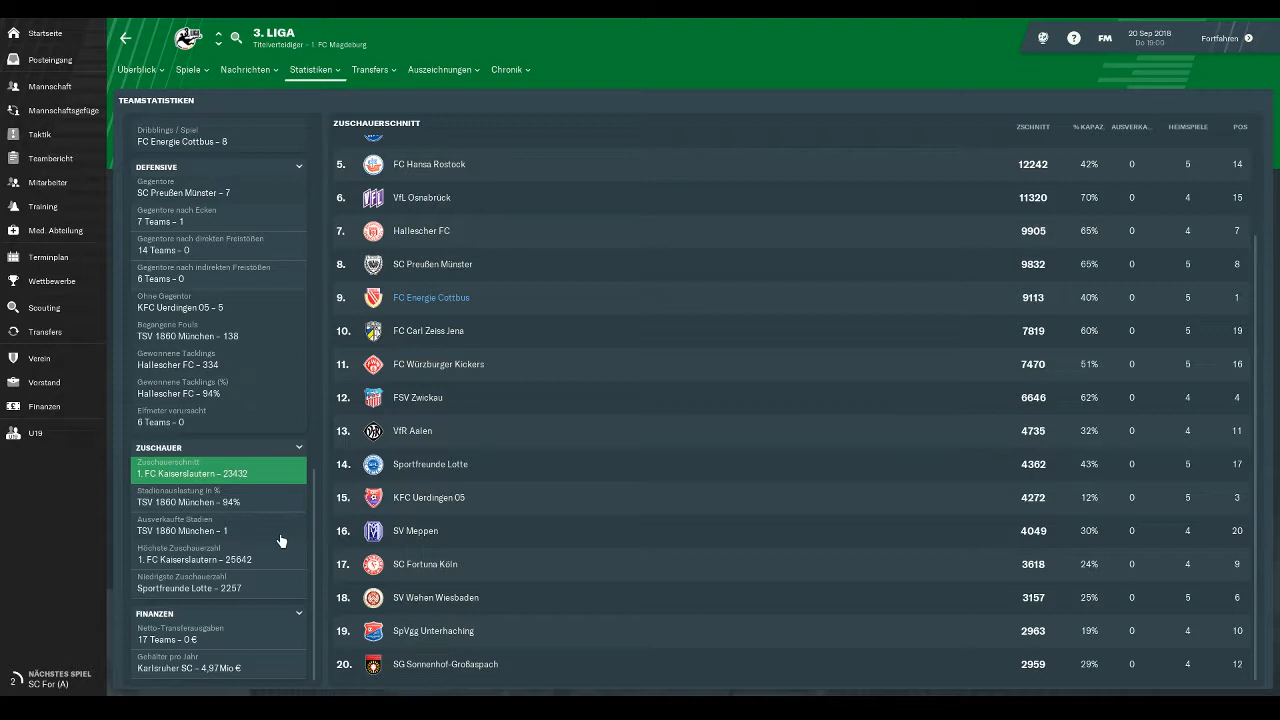 Startseite
Posteingang
Mannschaft
Mannschaftsgefüge
Taktik
Teambericht
Mitarbeiter
Training
Med. Abteilung
Terminplan
Wettbewerbe
Scouting
Transfers
Verein
Vorstand
Finanzen
U19 U19
2 NÄCHSTES SPIEL
SC For (A)
3. LIGA
Titelverteidiger – 1. FC Magdeburg
? FM 20 Sep 2018
Do 19:00
Fortfahren
Überblick Spiele Nachrichten Statistiken Transfers Auszeichnungen Chronik
TEAMSTATISTIKEN
Dribblings / Spiel
FC Energie Cottbus – 8
DEFENSIVE
Gegentore
SC Preußen Münster – 7
Gegentore nach Ecken
7 Teams – 1
Gegentore nach direkten Freistößen
14 Teams – 0
Gegentore nach indirekten Freistößen
6 Teams – 0
Ohne Gegentor
KFC Uerdingen 05 – 5
Begangene Fouls
TSV 1860 München – 138
Gewonnene Tacklings
Hallescher FC – 334
Gewonnene Tacklings (%)
Hallescher FC – 94%
Elfmeter verursacht
6 Teams – 0
ZUSCHAUER
Zuschauerschnitt
1. FC Kaiserslautern – 23432
Stadionauslastung in %
TSV 1860 München – 94%
Ausverkaufte Stadien
TSV 1860 München – 1
Höchste Zuschauerzahl
1. FC Kaiserslautern – 25642
Niedrigste Zuschauerzahl
Sportfreunde Lotte – 2257
FINANZEN
Netto-Transferausgaben
17 Teams – 0 €
Gehälter pro Jahr
Karlsruher SC – 4,97Mio €
ZUSCHAUERSCHNITT ZSCHNITT % KAPAZ. AUSVERKA... HEIMSPIELE POS
5. FC Hansa Rostock 12242 42% 0 5 14
6. VfL Osnabrück 11320 70% 0 4 15
7. Hallescher FC 9905 65% 0 4 7
8. SC Preußen Münster 9832 65% 0 5 8
9. FC Energie Cottbus 9113 40% 0 5 1
10. FC Carl Zeiss Jena 7819 60% 0 5 19
11. FC Würzburger Kickers 7470 51% 0 5 16
12. FSV Zwickau 6646 62% 0 4 4
13. VfR Aalen 4735 32% 0 4 11
14. Sportfreunde Lotte 4362 43% 0 5 17
15. KFC Uerdingen 05 4272 12% 0 5 3
16. SV Meppen 4049 30% 0 4 20
17. SC Fortuna Köln 3618 24% 0 4 9
18. SV Wehen Wiesbaden 3157 25% 0 5 6
19. SpVgg Unterhaching 2963 19% 0 4 10
20. SG Sonnenhof-Großaspach 2959 29% 0 4 12